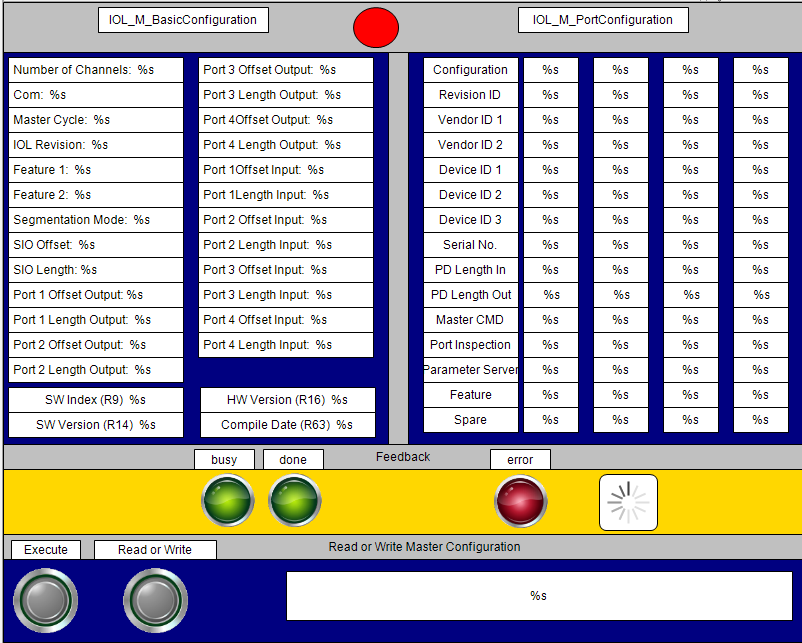 IOL_M_BasicConfiguration
IOL_M_PortConfiguration
Number of Channels: %s
Com: %s
Master Cycle: %s
IOL Revision: %s
Feature 1: %s
Feature 2: %s
Segmentation Mode: %s
SIO Offset: %s
SIO Length: %s
Port 1 Offset Output: %s
Port 1 Length Output: %s
Port 2 Offset Output: %s
Port 2 Length Output: %s
SW Index (R9) %s
SW Version (R14) %s
Port 3 Offset Output: %s
Port 3 Length Output: %s
Port 4Offset Output: %s
Port 4 Length Output: %s
Port 1Offset Input: %s
Port 1Length Input: %s
Port 2 Offset Input: %s
Port 2 Length Input: %s
Port 3 Offset Input: %s
Port 3 Length Input: %s
Port 4 Offset Input: %s
Port 4 Length Input: %s
HW Version (R16) %s
Compile Date (R63) %s
Configuration %s %s %s %s
Revision ID %s %s %s %s
Vendor ID 1 %s %s %s %s
Vendor ID 2 %s %s %s %s
Device ID 1 %s %s %s %s
Device ID 2 %s %s %s %s
Device ID 3 %s %s %s %s
Serial No. %s %s %s %s
PD Length In %s %s %s %s
PD Length Out %s %s %s %s
Master CMD %s %s %s %s
Port Inspection %s %s %s %s
Parameter Server %s %s %s %s
Feature %s %s %s %s
Spare %s %s %s %s
busy done Feedback error
Execute Read or Write Read or Write Master Configuration
%s